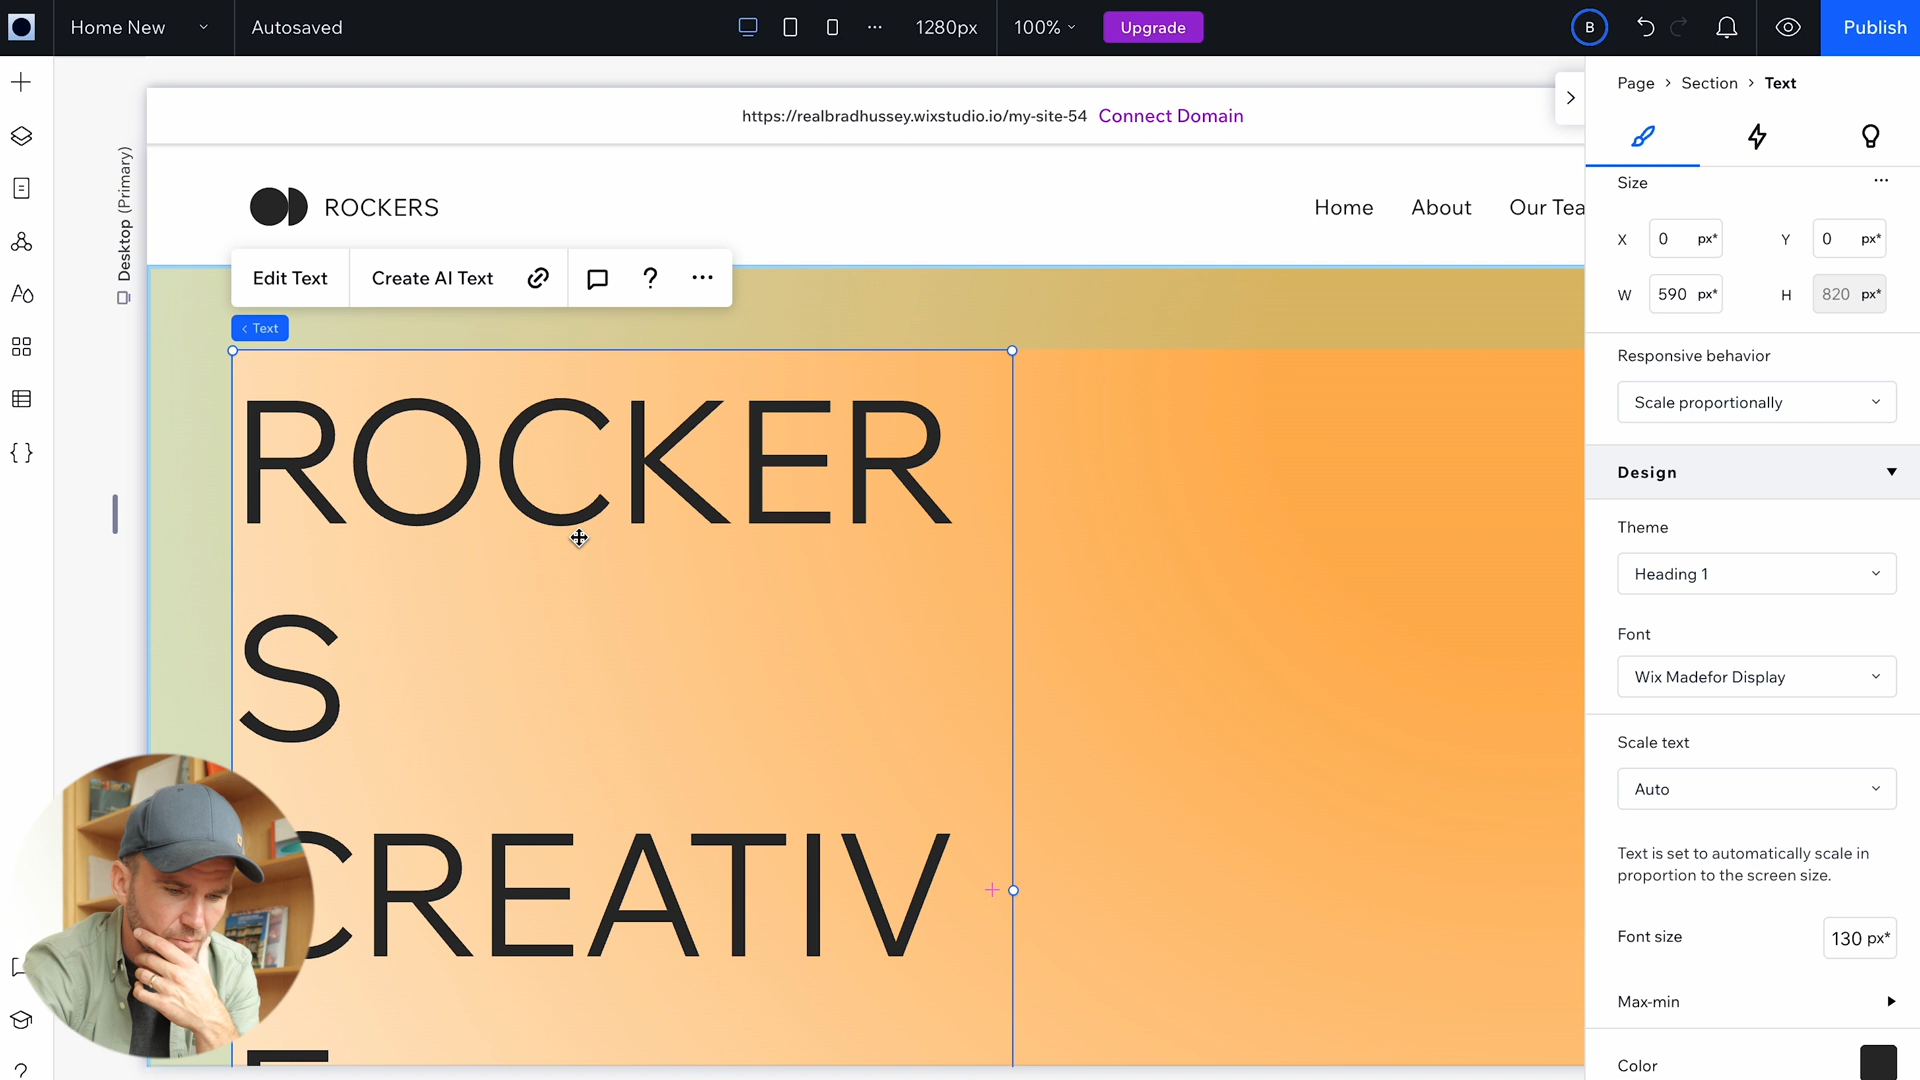 Home New
Autosaved
1280px
100%
Upgrade
B
Publish
https://realbradhussey.wixstudio.io/my-site-54 Connect Domain
Desktop (Primary)
ROCKERS
Home
About
Our Tea
Edit Text
Create AI Text
?
< Text
ROCKER
S
CREATIV
E
Page > Section > Text
Size
X 0 px* Y 0 px*
W 590 px* H 820 px*
Responsive behavior
Scale proportionally
Design
Theme
Heading 1
Font
Wix Madefor Display
Scale text
Auto
Text is set to automatically scale in
proportion to the screen size.
Font size 130 px*
Max-min
Color